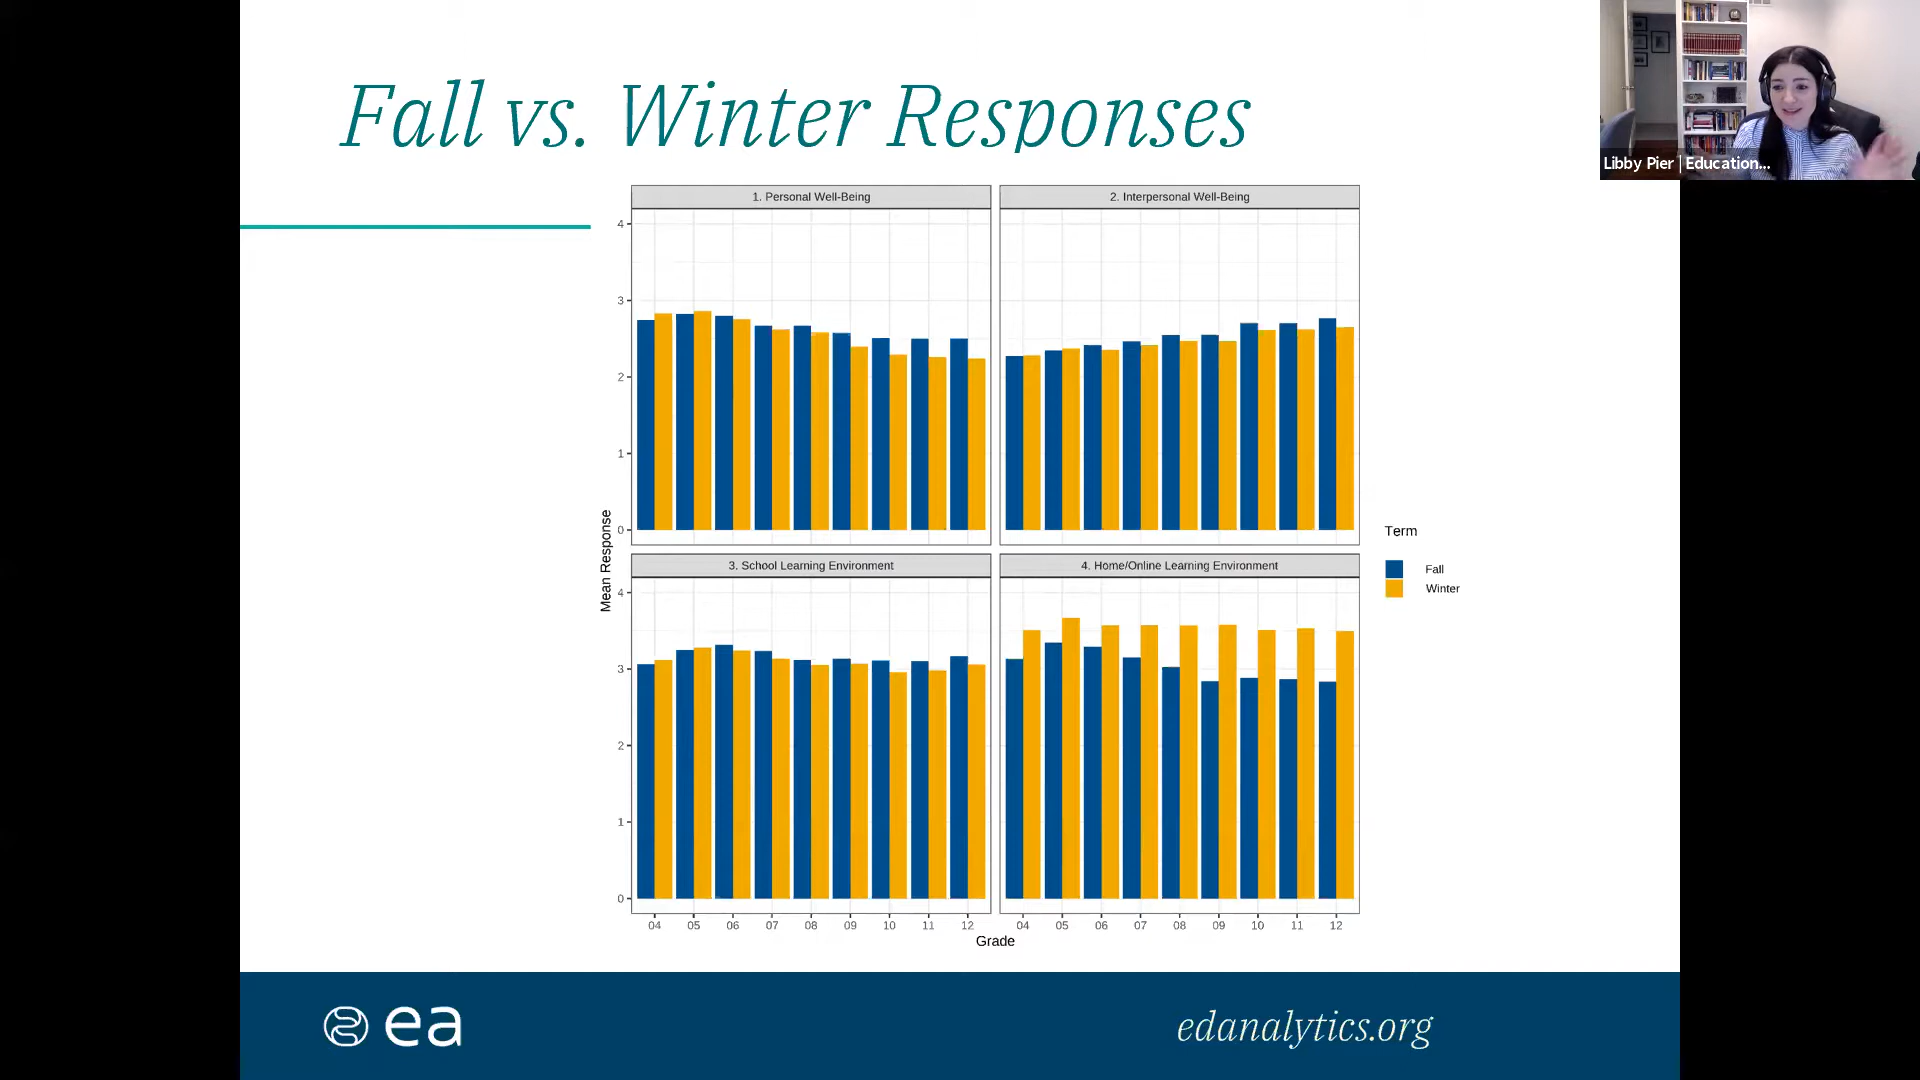 Fall vs. Winter Responses
Libby Pier | Education...
1. Personal Well-Being
2. Interpersonal Well-Being
4
3
2
1
0
3. School Learning Environment
4. Home/Online Learning Environment
4
3
2
1
0
Mean Response
04 05 06 07 08 09 10 11 12
04 05 06 07 08 09 10 11 12
Grade
Term
Fall
Winter
ea
edanalytics.org